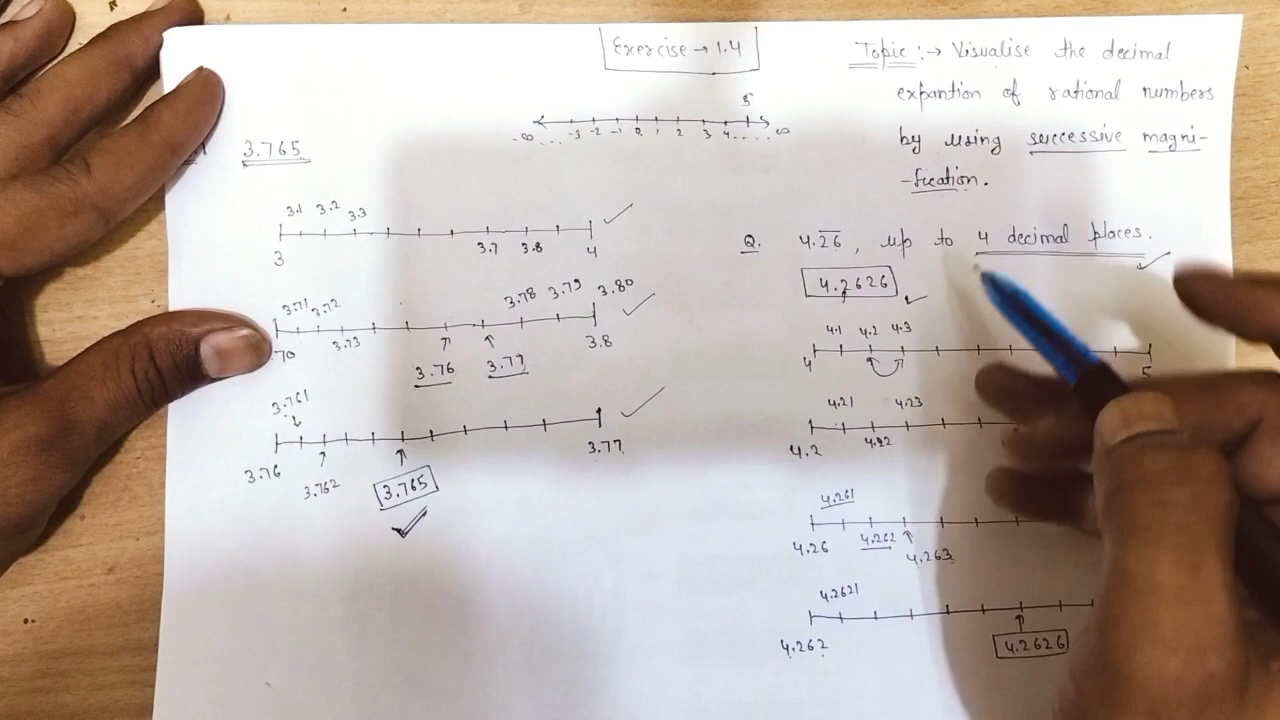 Exercise → 1.4
Topic :→ Visualise the decimal
expantion of rational numbers
by using successive magni-
-fication.
5
-∞ ... -3 -2 -1 0 1 2 3 4 ..... ∞
3.765
3.1 3.2 3.3
3.7 3.8
3 4
3.71 3.72 3.78 3.79 3.80
.70 3.73 3.8
3.76 3.77
3.761
3.76 3.77
3.762 3.765
Q. 4.2̅6̅, up to 4 decimal places.
4.2626
4.1 4.2 4.3
4 5
4.21 4.23
4.2 4.22
4.261
4.26 4.262 4.263
4.2621
4.262 4.2626